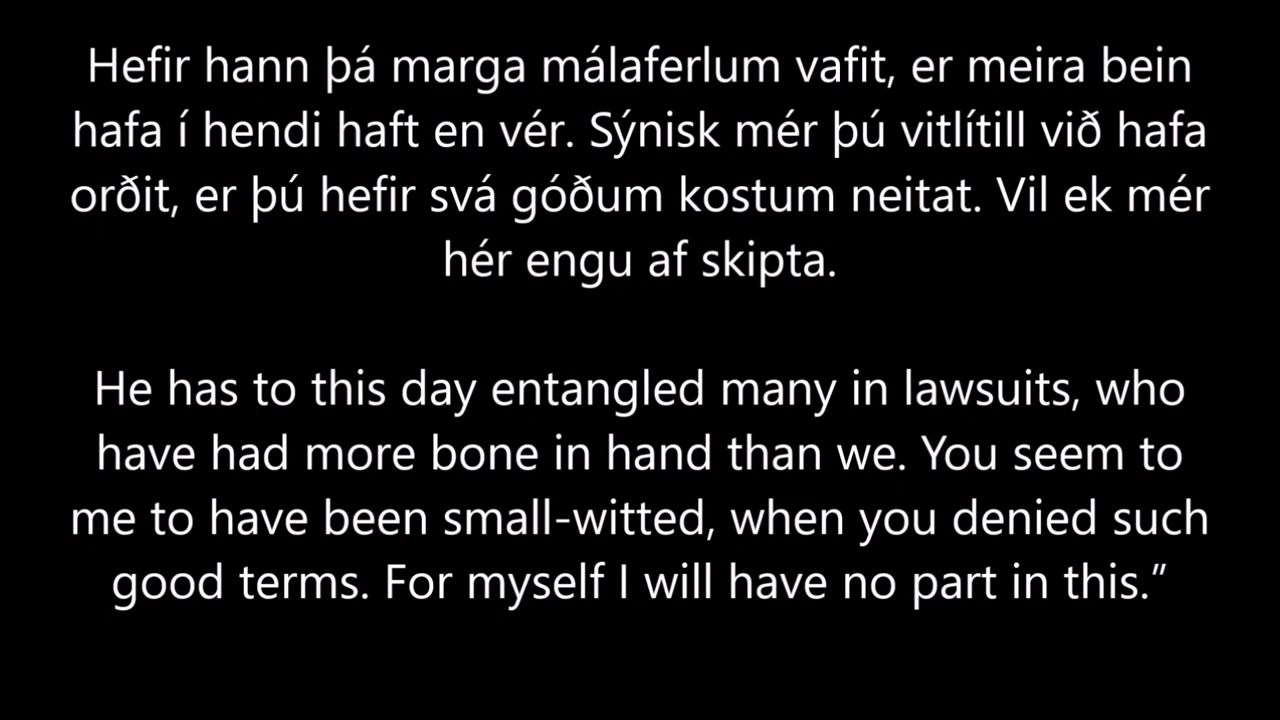 Hefir hann þá marga málaferlum vafit, er meira bein
hafa í hendi haft en vér. Sýnisk mér þú vitlítill við hafa
orðit, er þú hefir svá góðum kostum neitat. Vil ek mér
hér engu af skipta.
He has to this day entangled many in lawsuits, who
have had more bone in hand than we. You seem to
me to have been small-witted, when you denied such
good terms. For myself I will have no part in this.”